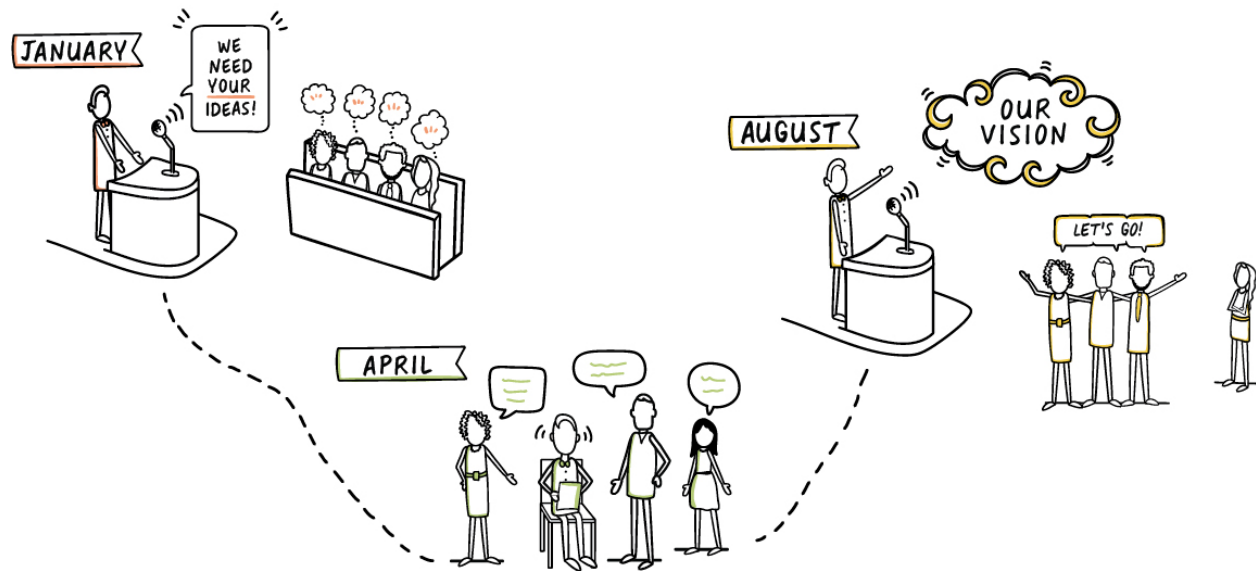 JANUARY
WE
NEED
YOUR
IDEAS!
APRIL
AUGUST
OUR
VISION
LET'S GO!